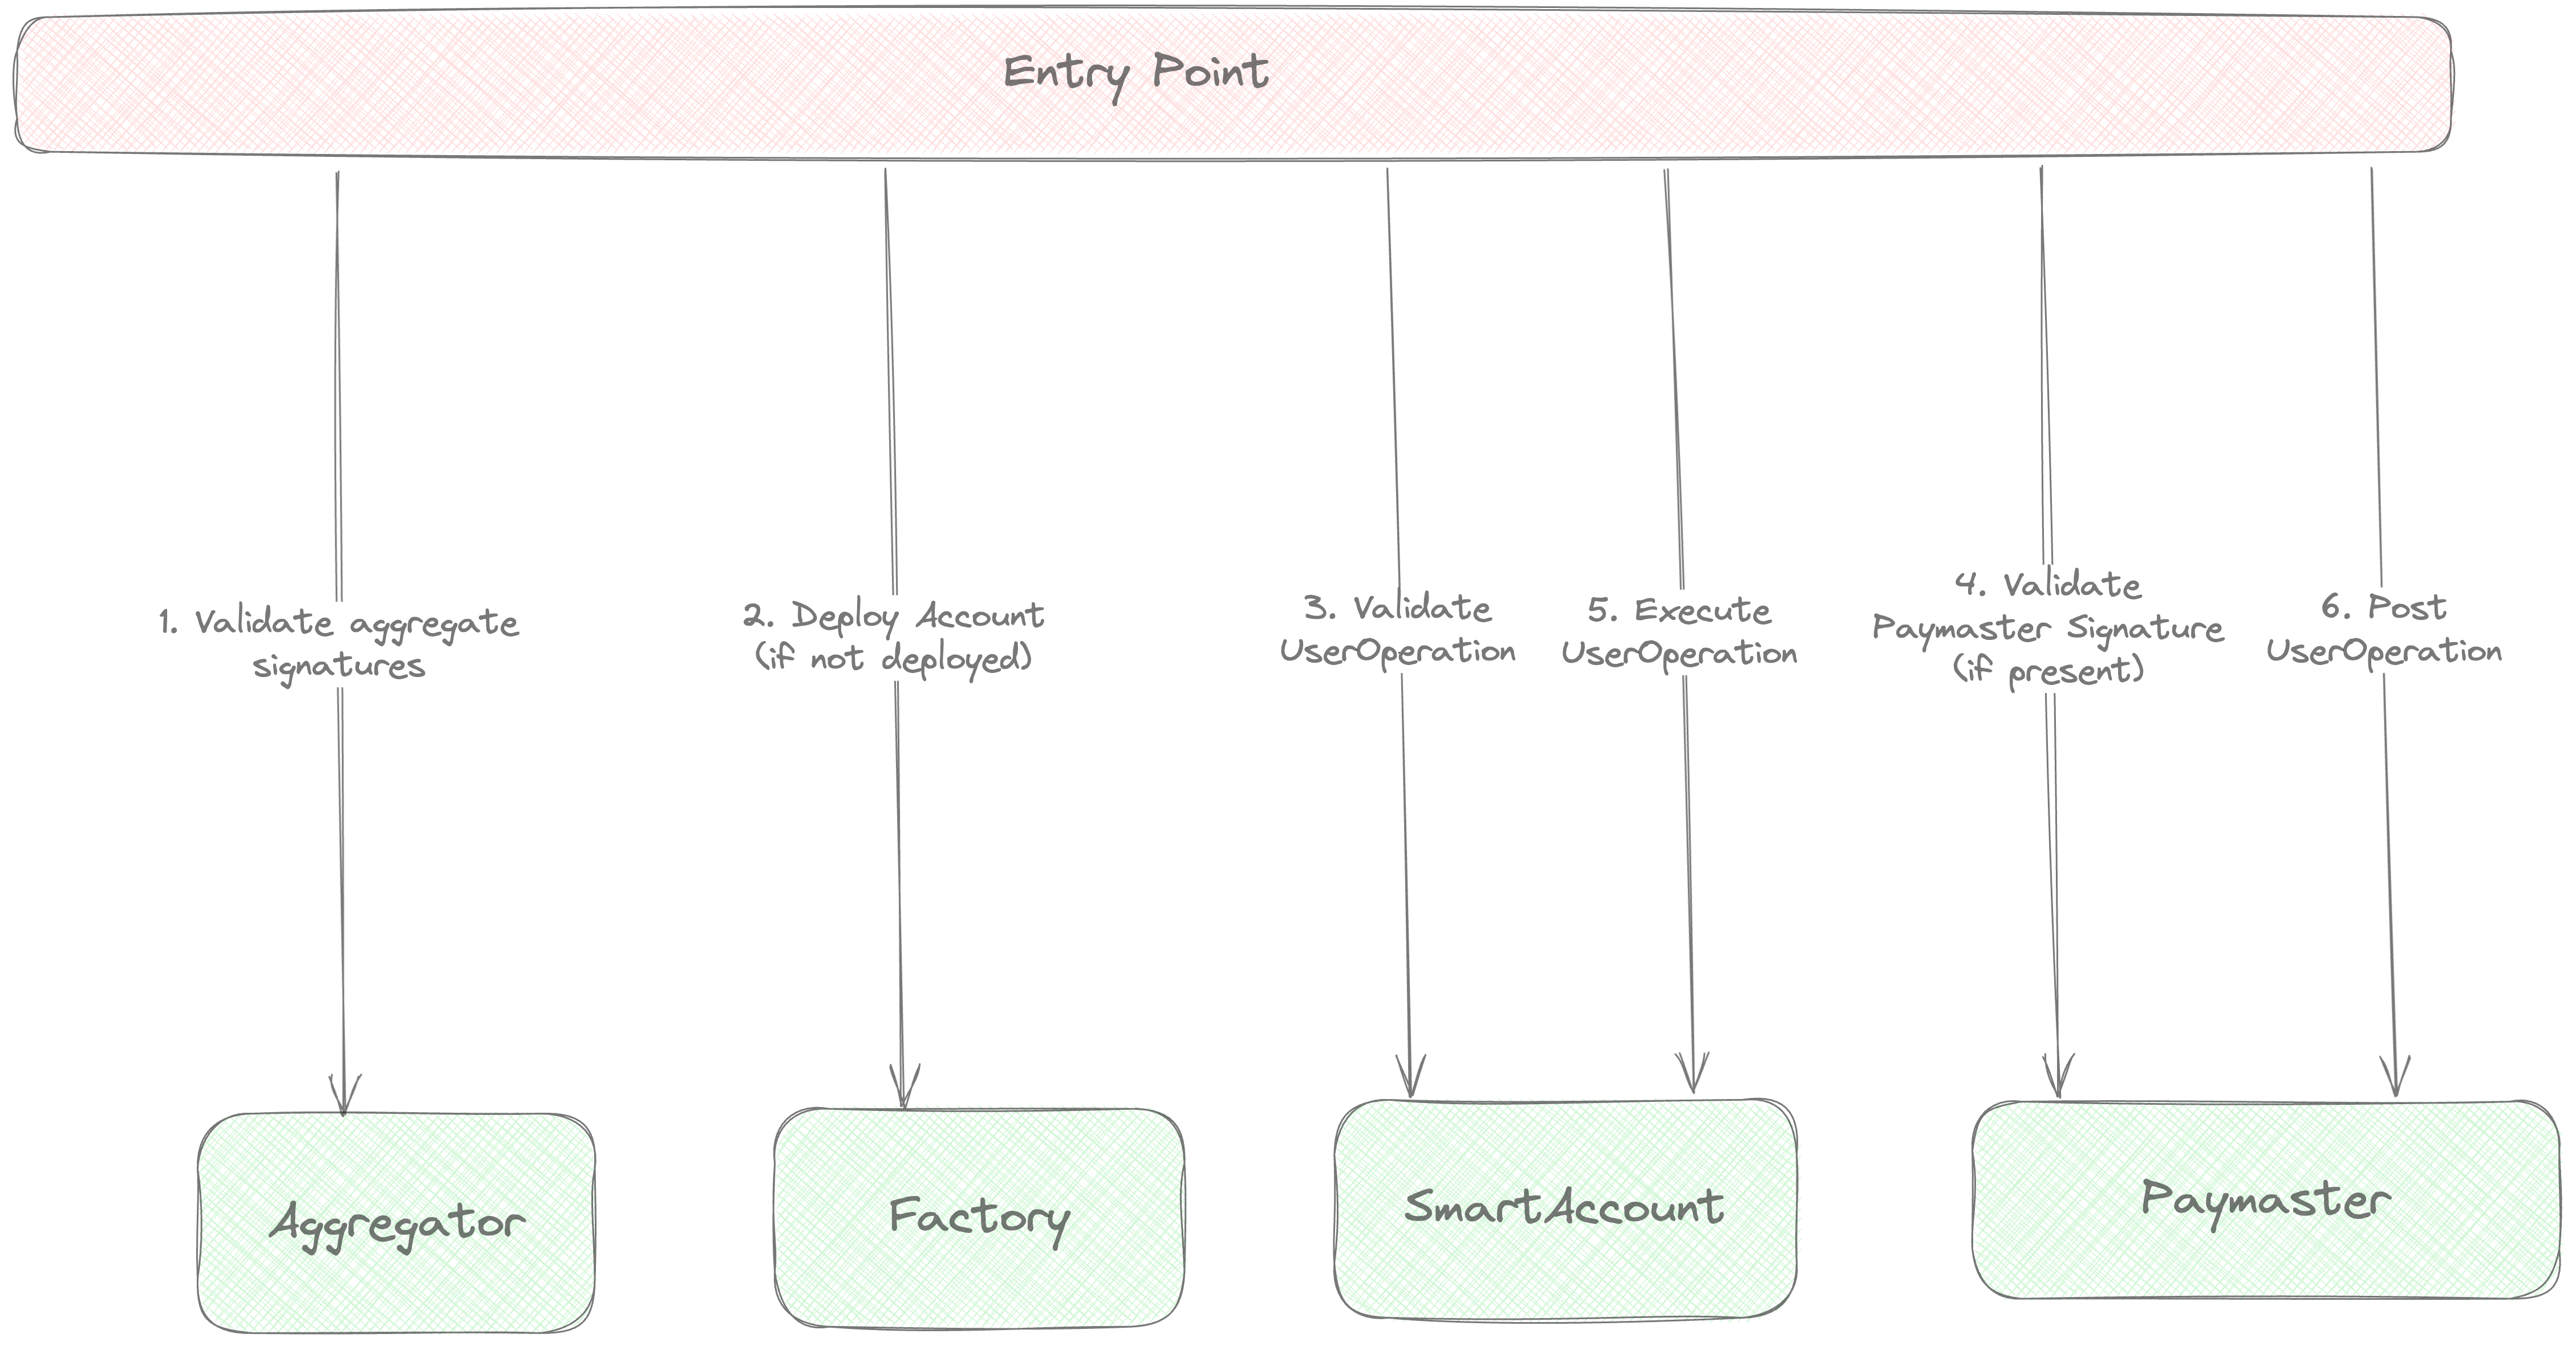 Entry Point
1. Validate aggregate
signatures
2. Deploy Account
(if not deployed)
3. Validate
UserOperation
5. Execute
UserOperation
4. Validate
Paymaster Signature
(if present)
6. Post
UserOperation
Aggregator
Factory
SmartAccount
Paymaster